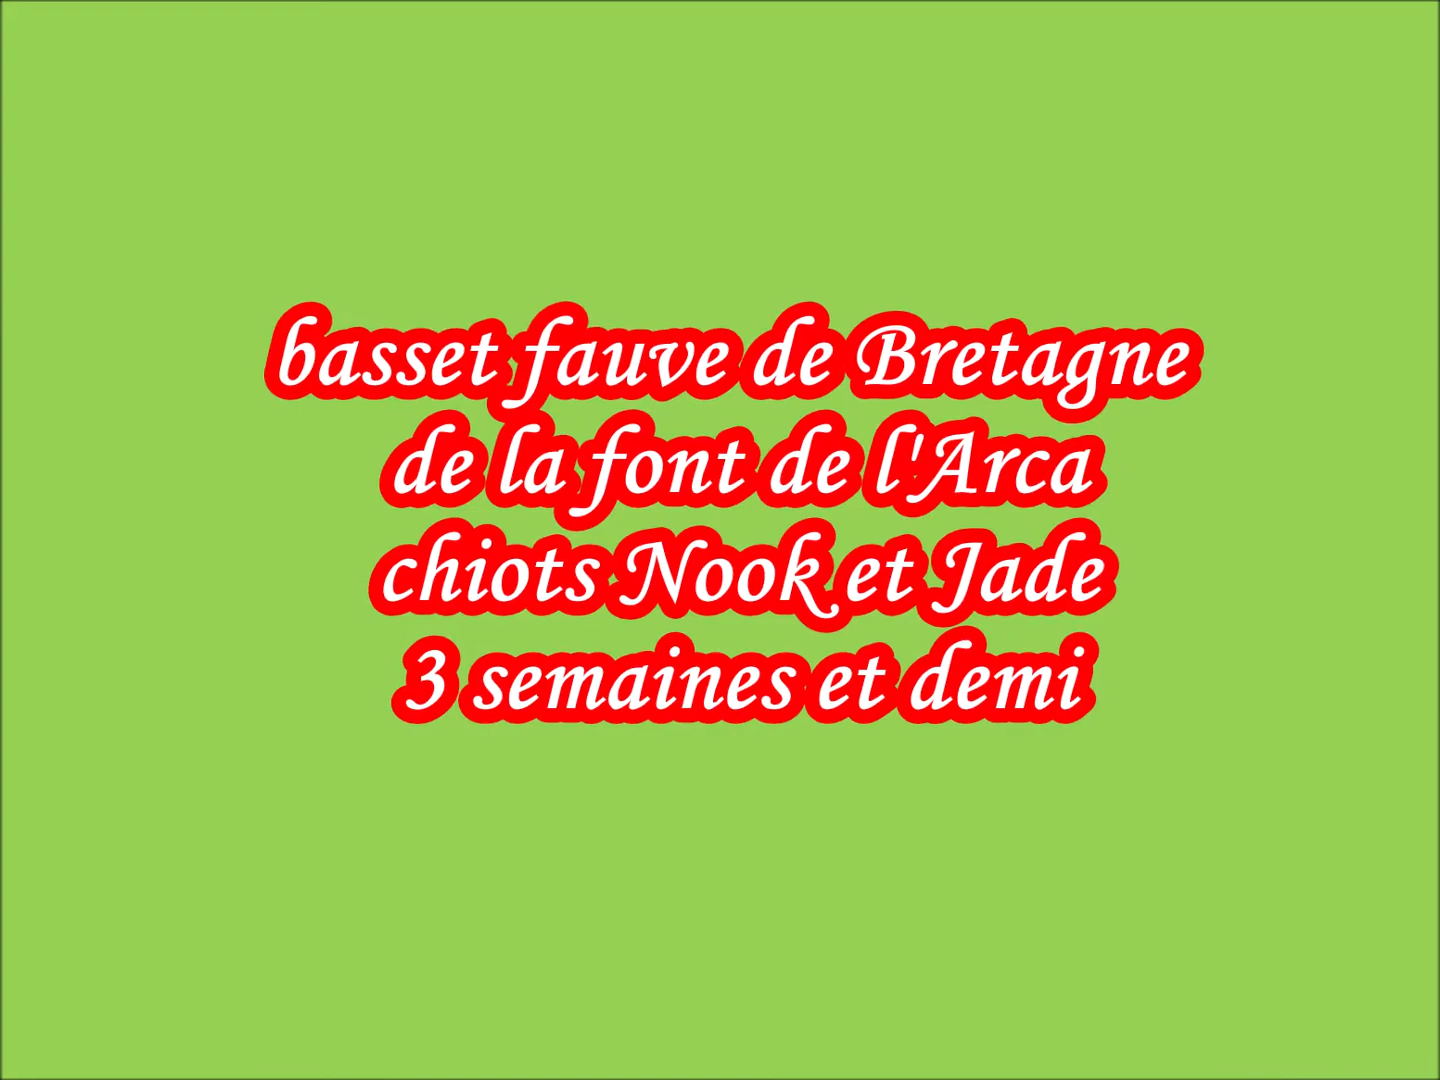 basset fauve de Bretagne
de la font de l'Arca
chiots Nook et Jade
3 semaines et demi